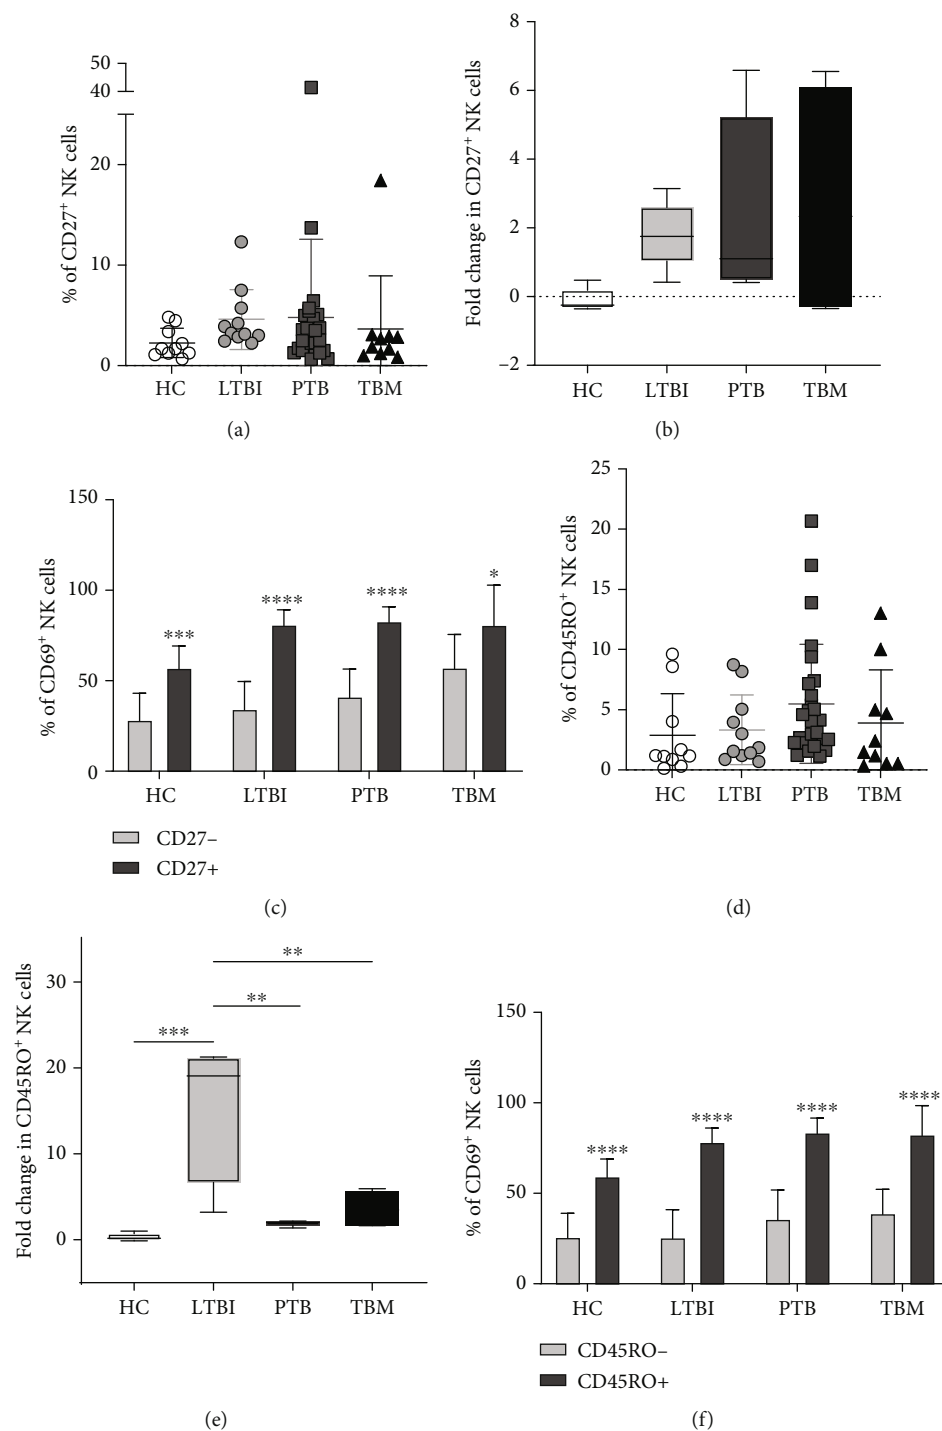 % of CD27+ NK cells
50
40
20
10
0
HC LTBI PTB TBM
(a)
Fold change in CD27+ NK cells
8
6
4
2
0
−2
HC LTBI PTB TBM
(b)
% of CD69+ NK cells
150
100
50
0
*** **** **** *
HC LTBI PTB TBM
CD27–
CD27+
(c)
% of CD45RO+ NK cells
25
20
15
10
5
0
HC LTBI PTB TBM
(d)
Fold change in CD45RO+ NK cells
30
20
10
0
**
**
***
HC LTBI PTB TBM
(e)
% of CD69+ NK cells
150
100
50
0
**** **** **** ****
HC LTBI PTB TBM
CD45RO–
CD45RO+
(f)